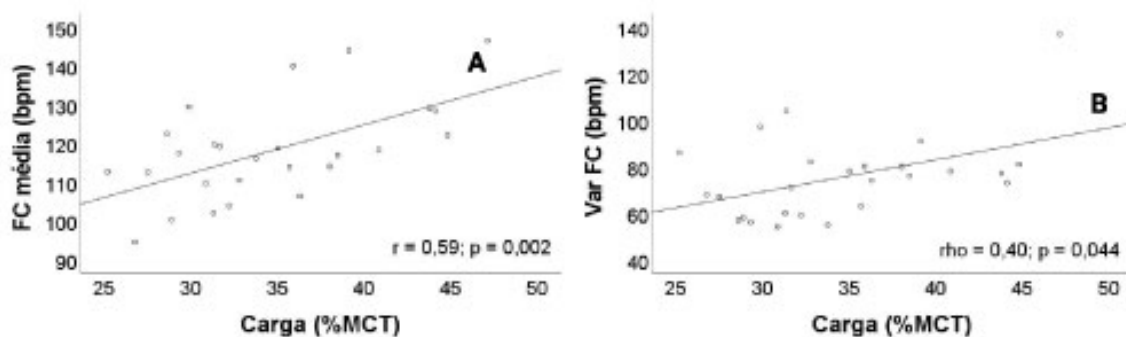 FC média (bpm)
150
140
130
120
110
100
90
A
r = 0,59; p = 0,002
25 30 35 40 45 50
Carga (%MCT)
Var FC (bpm)
140
120
100
80
60
40
B
rho = 0,40; p = 0,044
25 30 35 40 45 50
Carga (%MCT)